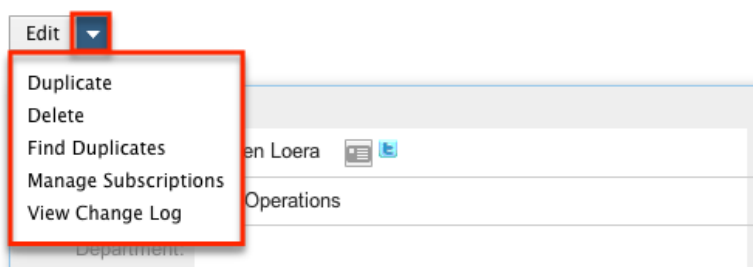 Edit
Duplicate
Delete
Find Duplicates
en Loera
Manage Subscriptions
Operations
View Change Log
Department: